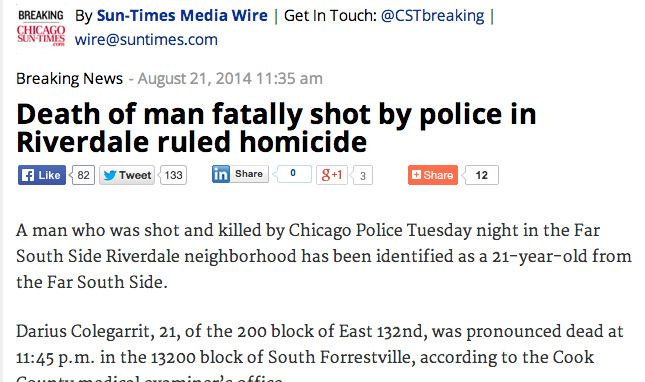 BREAKING
CHICAGO
SUN-TIMES
.com
By Sun-Times Media Wire | Get In Touch: @CSTbreaking |
wire@suntimes.com
Breaking News - August 21, 2014 11:35 am
Death of man fatally shot by police in
Riverdale ruled homicide
Like 82 Tweet 133 in Share 0 g+1 3 Share 12
A man who was shot and killed by Chicago Police Tuesday night in the Far
South Side Riverdale neighborhood has been identified as a 21-year-old from
the Far South Side.
Darius Colegarrit, 21, of the 200 block of East 132nd, was pronounced dead at
11:45 p.m. in the 13200 block of South Forrestville, according to the Cook
County medical examiner's office